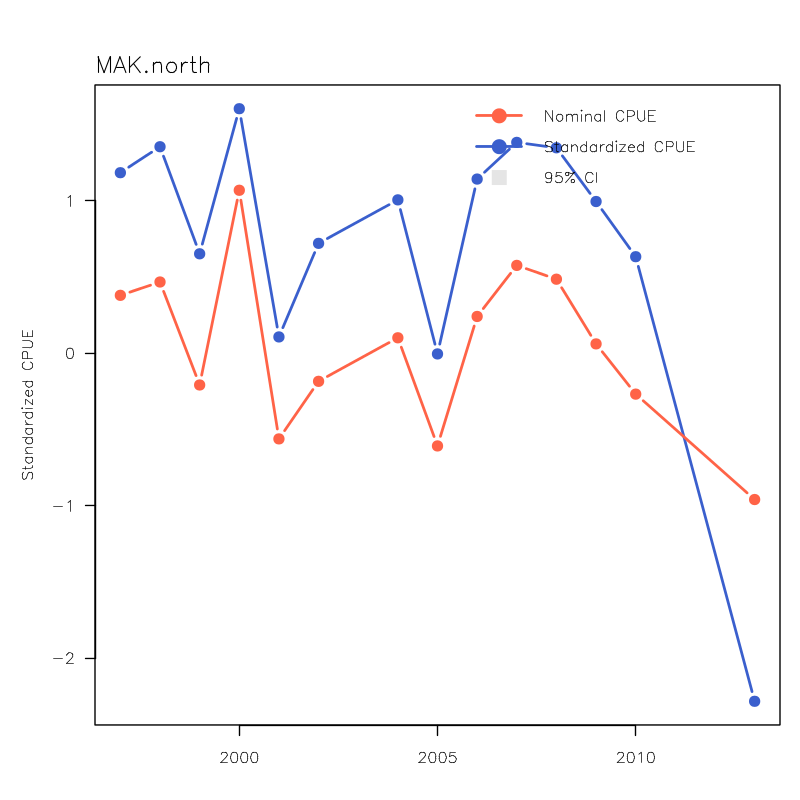 MAK.north
Nominal CPUE
Standardized CPUE
95% CI
1
0
-1
-2
Standardized CPUE
2000
2005
2010